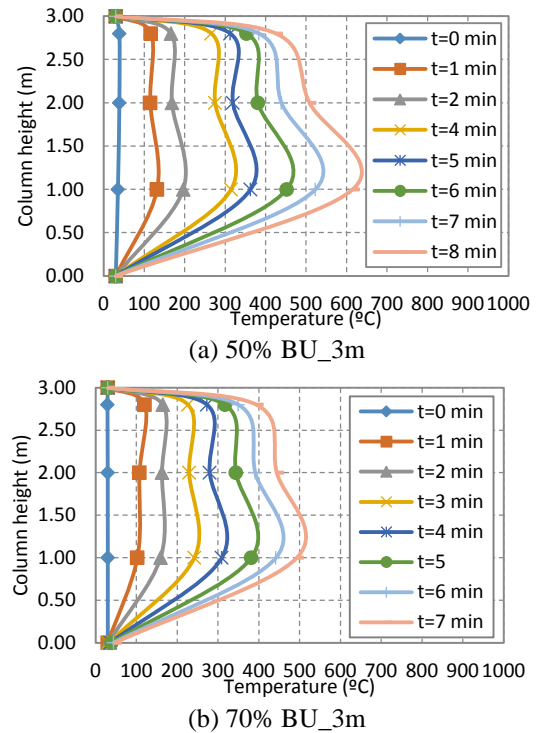 3.00
2.50
2.00
1.50
1.00
0.50
0.00
Column height (m)
t=0 min
t=1 min
t=2 min
t=4 min
t=5 min
t=6 min
t=7 min
t=8 min
0 100 200 300 400 500 600 700 800 900 1000
Temperature (ºC)
(a) 50% BU_3m
3.00
2.50
2.00
1.50
1.00
0.50
0.00
Column height (m)
t=0 min
t=1 min
t=2 min
t=3 min
t=4 min
t=5
t=6 min
t=7 min
0 100 200 300 400 500 600 700 800 900 1000
Temperature (ºC)
(b) 70% BU_3m